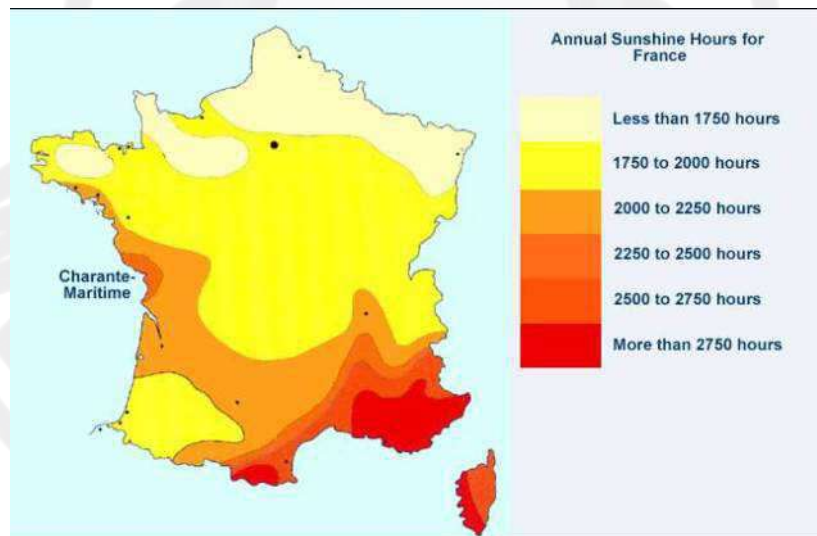 Annual Sunshine Hours for
France
Less than 1750 hours
1750 to 2000 hours
2000 to 2250 hours
2250 to 2500 hours
2500 to 2750 hours
More than 2750 hours
Charante-
Maritime